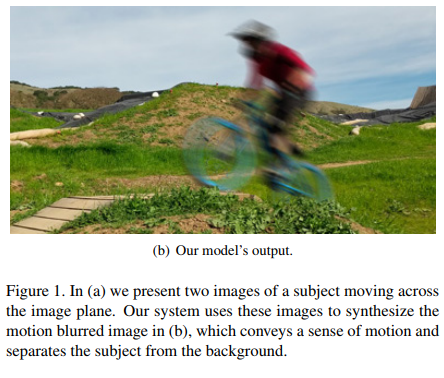 (b) Our model's output.
Figure 1. In (a) we present two images of a subject moving across
the image plane. Our system uses these images to synthesize the
motion blurred image in (b), which conveys a sense of motion and
separates the subject from the background.